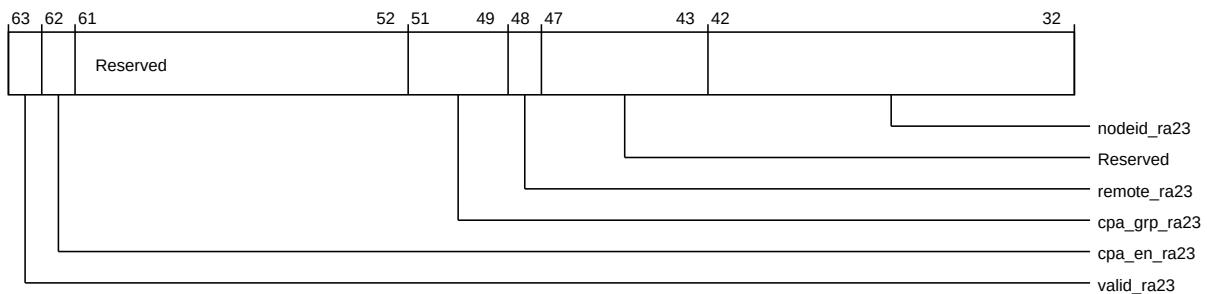 63 62 61 52 51 49 48 47 43 42 32
Reserved
nodeid_ra23
Reserved
remote_ra23
cpa_grp_ra23
cpa_en_ra23
valid_ra23